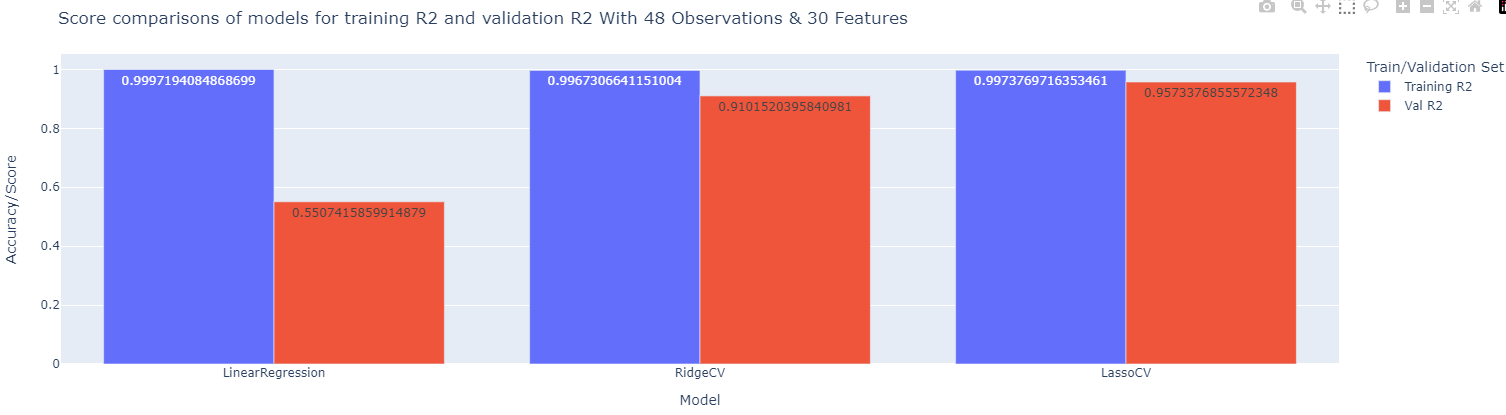 Score comparisons of models for training R2 and validation R2 With 48 Observations & 30 Features
Train/Validation Set
Training R2
Val R2
Accuracy/Score
1
0.8
0.6
0.4
0.2
0
0.9997194084868699
0.5507415859914879
0.9967306641151004
0.9101520395840981
0.9973769716353461
0.9573376855572348
LinearRegression
RidgeCV
LassoCV
Model